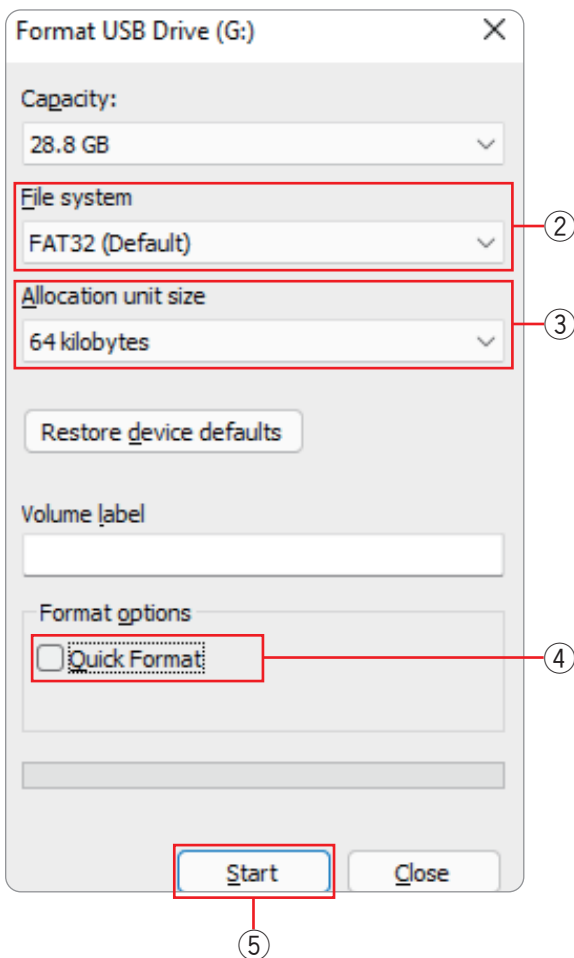 Format USB Drive (G:)
Capacity:
28.8 GB
File system
FAT32 (Default)
②
Allocation unit size
64 kilobytes
③
Restore device defaults
Volume label
Format options
Quick Format
④
Start
Close
⑤